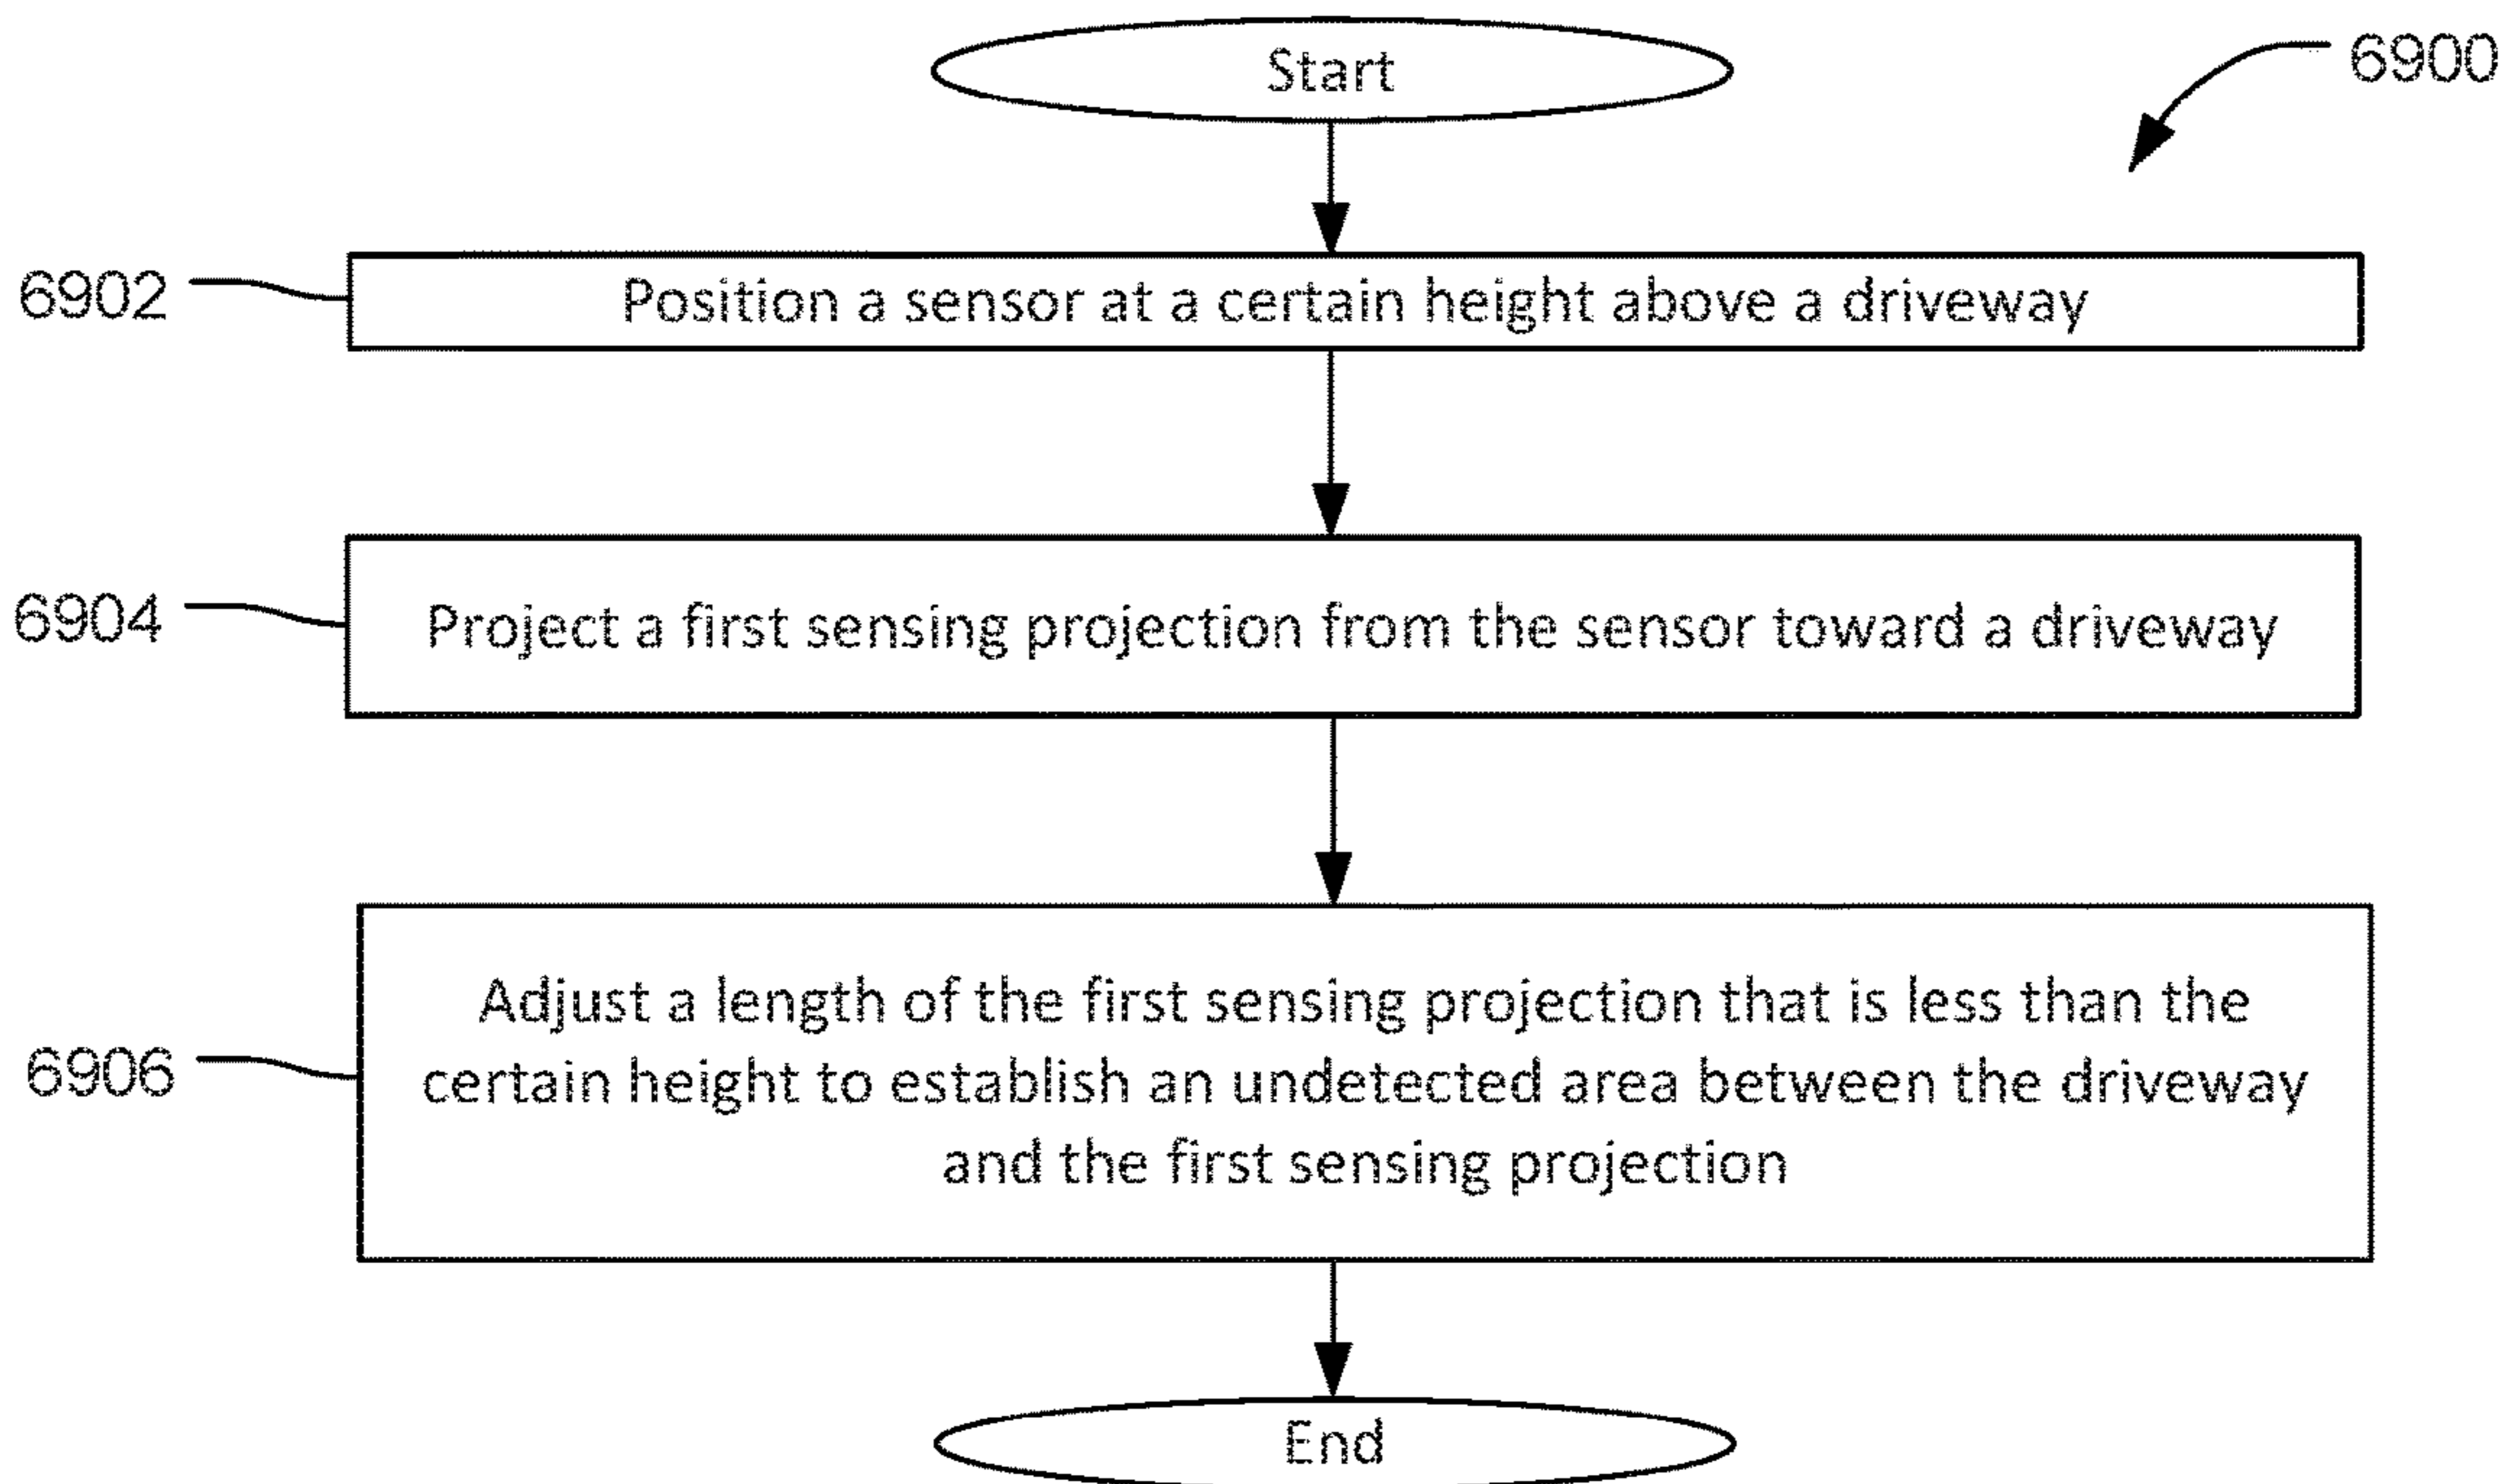 Start
6900
6902
Position a sensor at a certain height above a driveway
6904
Project a first sensing projection from the sensor toward a driveway
Adjust a length of the first sensing projection that is less than the
6906
certain height to establish an undetected area between the driveway
and the first sensing projection
End